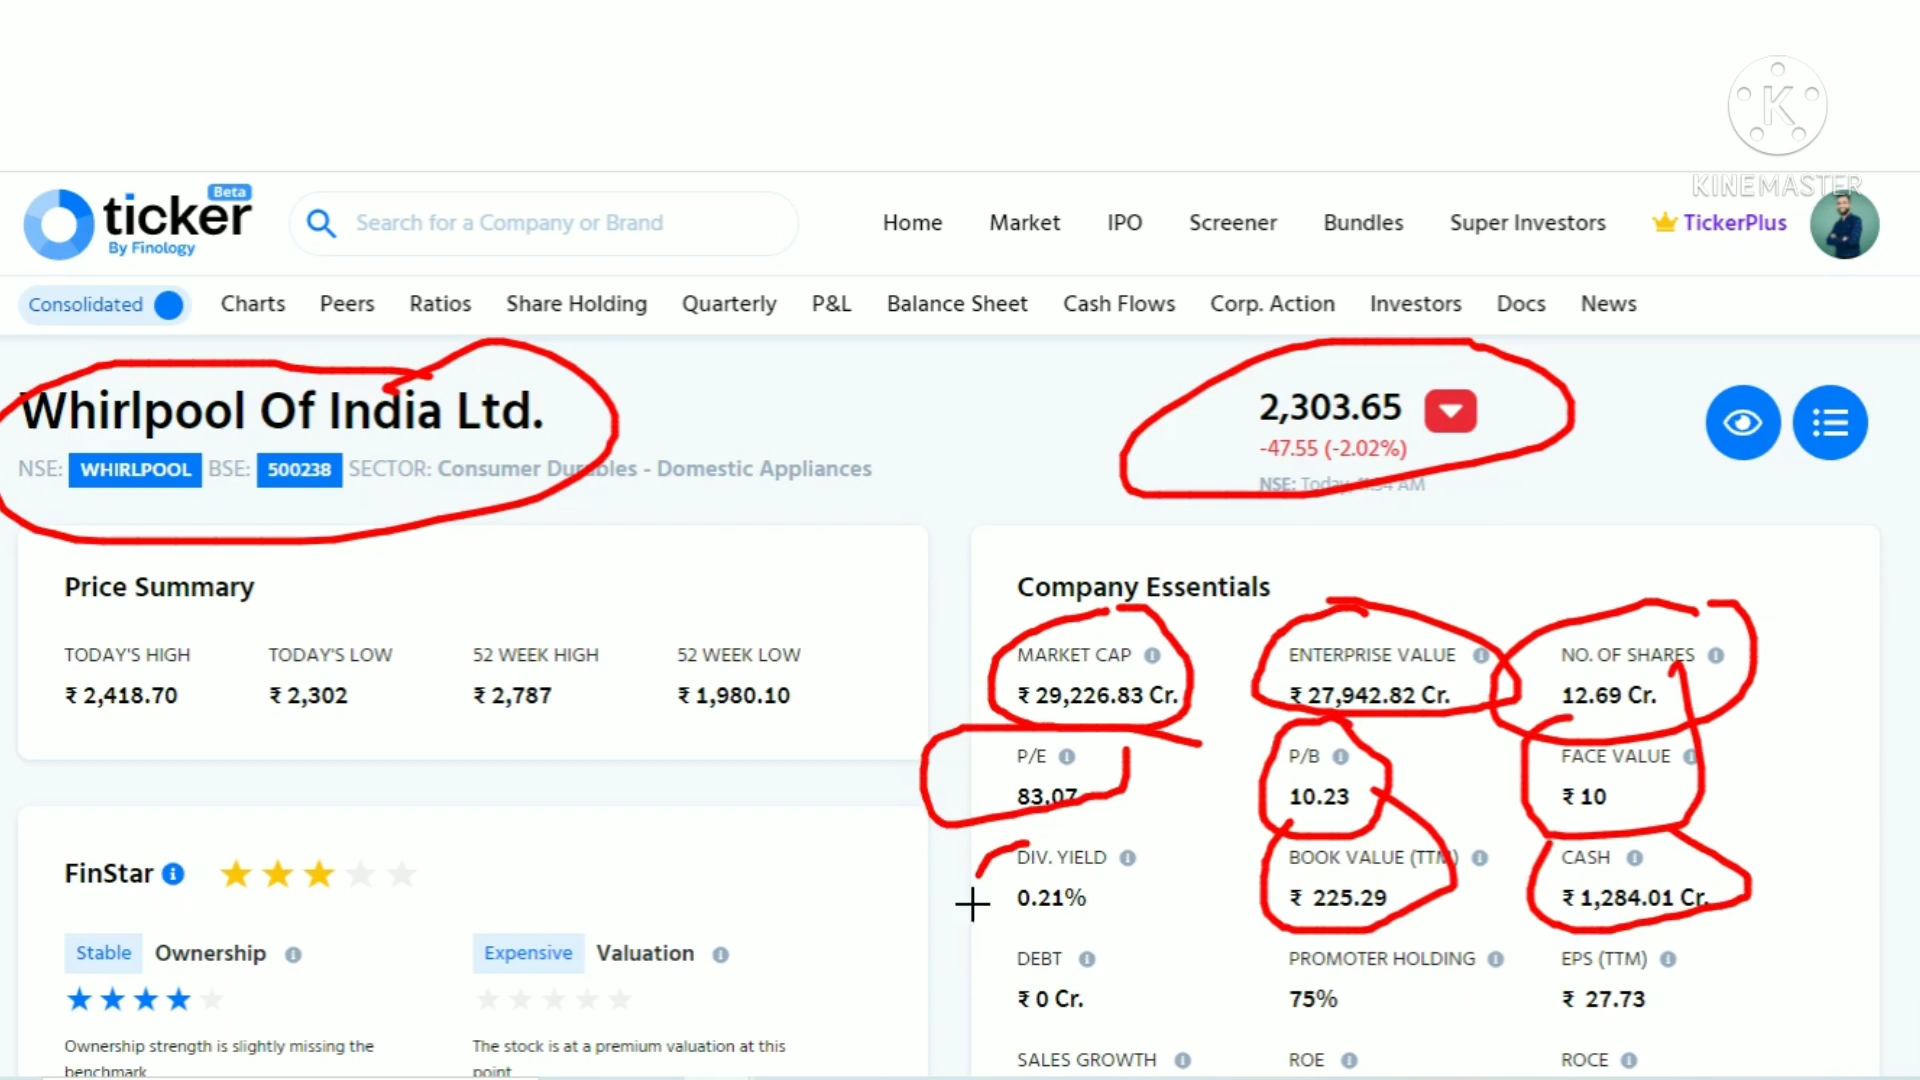 K
KINEMASTER
ticker Beta
By Finology
Search for a Company or Brand
Home Market IPO Screener Bundles Super Investors TickerPlus
Consolidated Charts Peers Ratios Share Holding Quarterly P&L Balance Sheet Cash Flows Corp. Action Investors Docs News
Whirlpool Of India Ltd.
NSE: WHIRLPOOL BSE: 500238 SECTOR: Consumer Durables - Domestic Appliances
2,303.65
-47.55 (-2.02%)
NSE: Today, 11:34 AM
Price Summary
TODAY'S HIGH TODAY'S LOW 52 WEEK HIGH 52 WEEK LOW
₹ 2,418.70 ₹ 2,302 ₹ 2,787 ₹ 1,980.10
FinStar
Stable Ownership
Ownership strength is slightly missing the
benchmark
Expensive Valuation
The stock is at a premium valuation at this
point
Company Essentials
MARKET CAP ENTERPRISE VALUE NO. OF SHARES
₹ 29,226.83 Cr. ₹ 27,942.82 Cr. 12.69 Cr.
P/E P/B FACE VALUE
83.07 10.23 ₹ 10
DIV. YIELD BOOK VALUE (TTM) CASH
0.21% ₹ 225.29 ₹ 1,284.01 Cr.
DEBT PROMOTER HOLDING EPS (TTM)
₹ 0 Cr. 75% ₹ 27.73
SALES GROWTH ROE ROCE